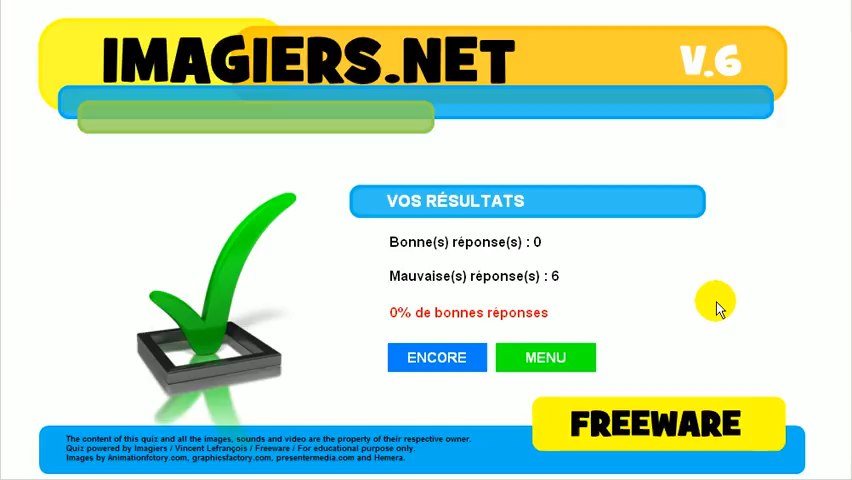 IMAGIERS.NET
V.6
VOS RÉSULTATS
Bonne(s) réponse(s) : 0
Mauvaise(s) réponse(s) : 6
0% de bonnes réponses
ENCORE
MENU
FREEWARE
The content of this quiz and all the images, sounds and video are the property of their respective owner.
Quiz powered by Imagiers / Vincent Lefrançois / Freeware / For educational purpose only.
Images by Animationfctory.com, graphicsfactory.com, presentermedia.com and Hemera.